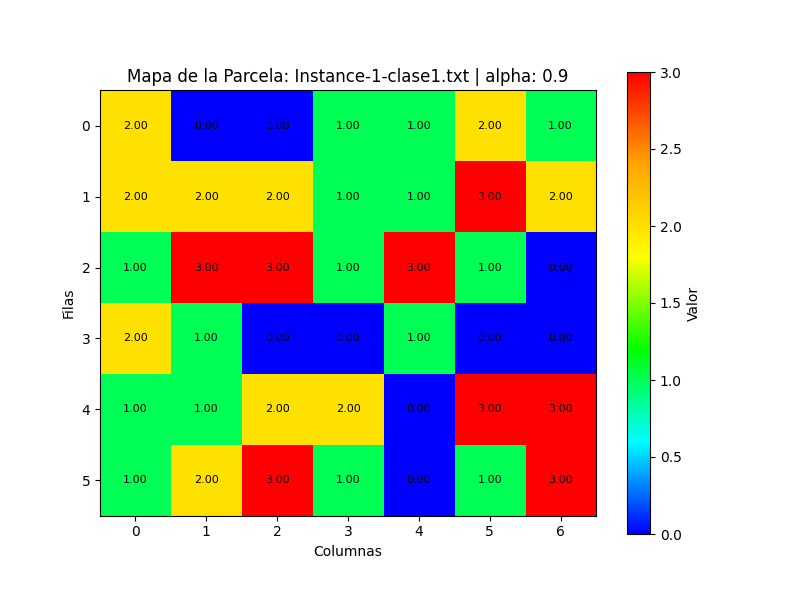 Mapa de la Parcela: Instance-1-clase1.txt | alpha: 0.9
0 2.00 0.00 0.00 1.00 1.00 2.00 1.00
1 2.00 2.00 2.00 1.00 1.00 3.00 2.00
2 1.00 3.00 3.00 1.00 3.00 1.00 0.00
3 2.00 1.00 0.00 0.00 1.00 0.00 0.00
4 1.00 1.00 2.00 2.00 0.00 3.00 3.00
5 1.00 2.00 3.00 1.00 0.00 1.00 3.00
0 1 2 3 4 5 6
Columnas
Filas
3.0
2.5
2.0
1.5
1.0
0.5
0.0
Valor